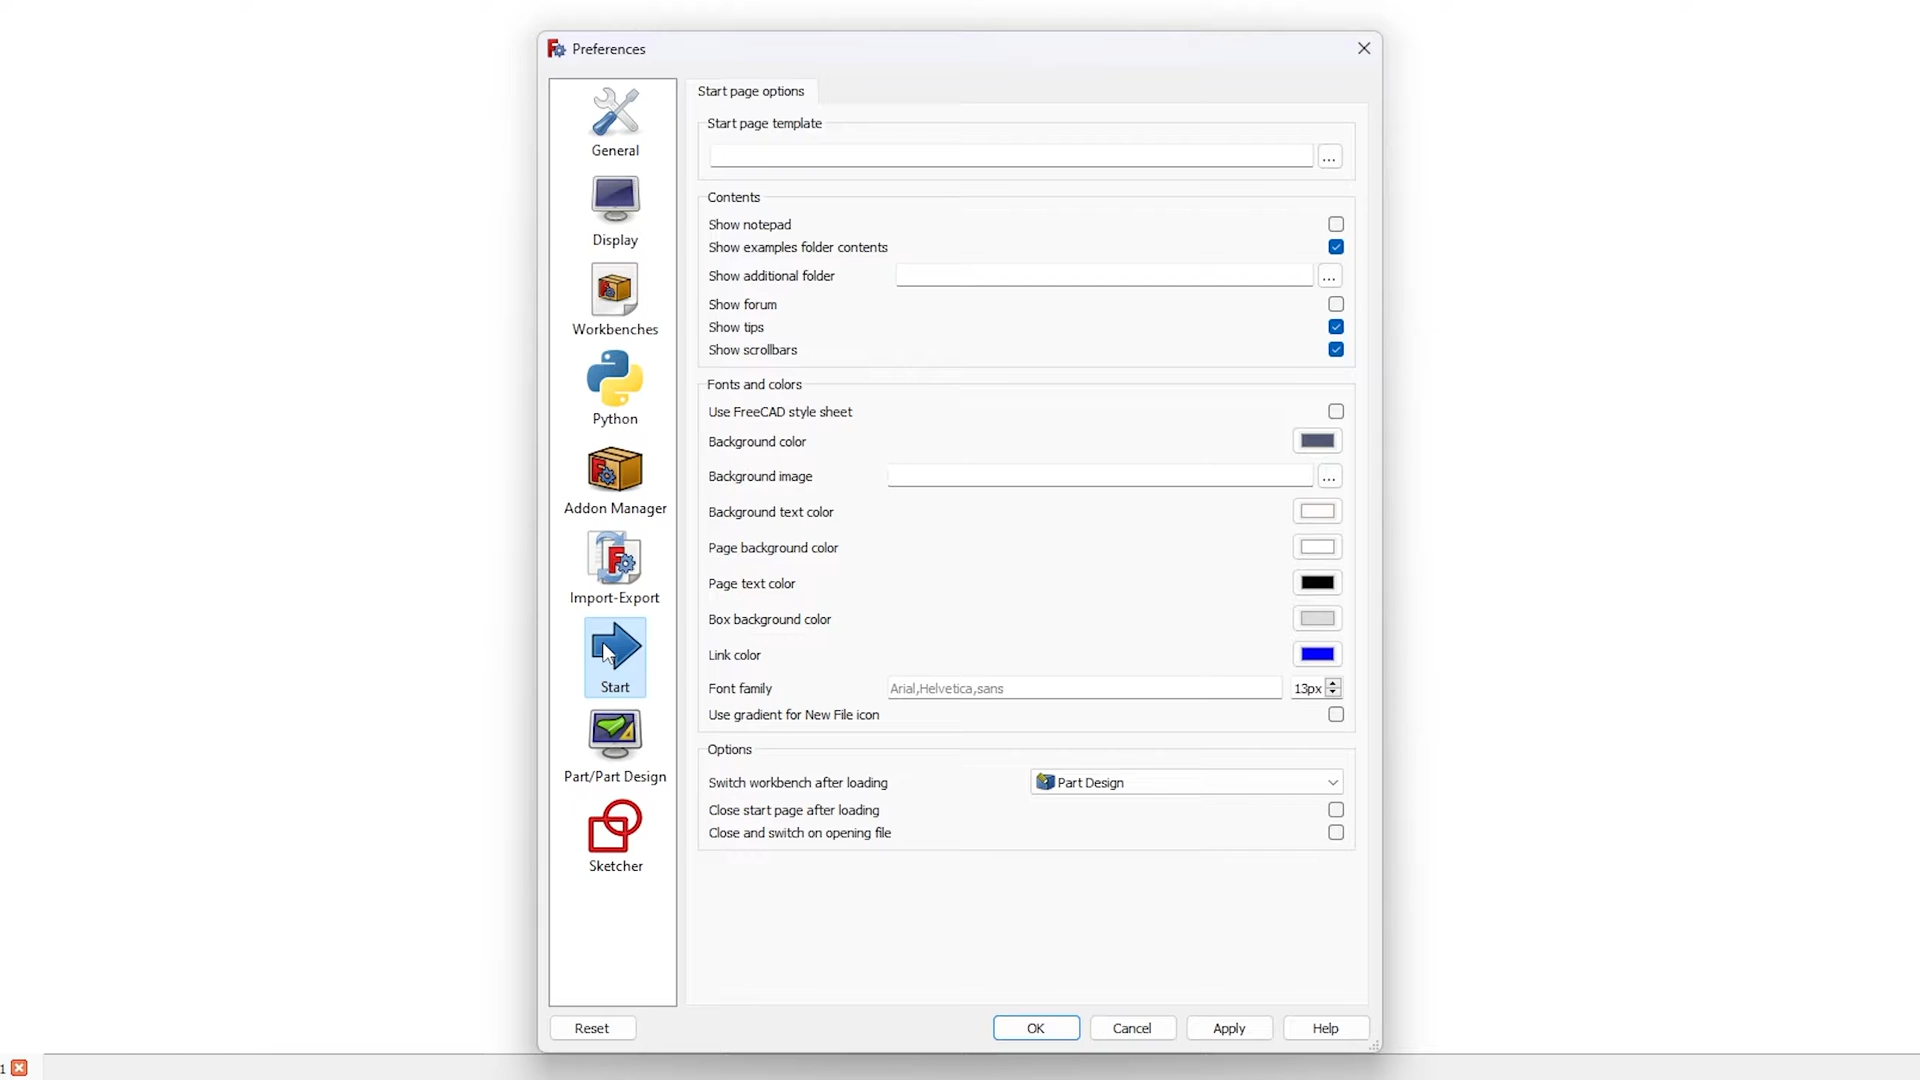 Preferences
General
Display
Workbenches
Python
Addon Manager
Import-Export
Start
Part/Part Design
Sketcher
Start page options
Start page template
...
Contents
Show notepad
Show examples folder contents
Show additional folder
...
Show forum
Show tips
Show scrollbars
Fonts and colors
Use FreeCAD style sheet
Background color
Background image
...
Background text color
Page background color
Page text color
Box background color
Link color
Font family Arial,Helvetica,sans 13px
Use gradient for New File icon
Options
Switch workbench after loading Part Design
Close start page after loading
Close and switch on opening file
Reset OK Cancel Apply Help
1